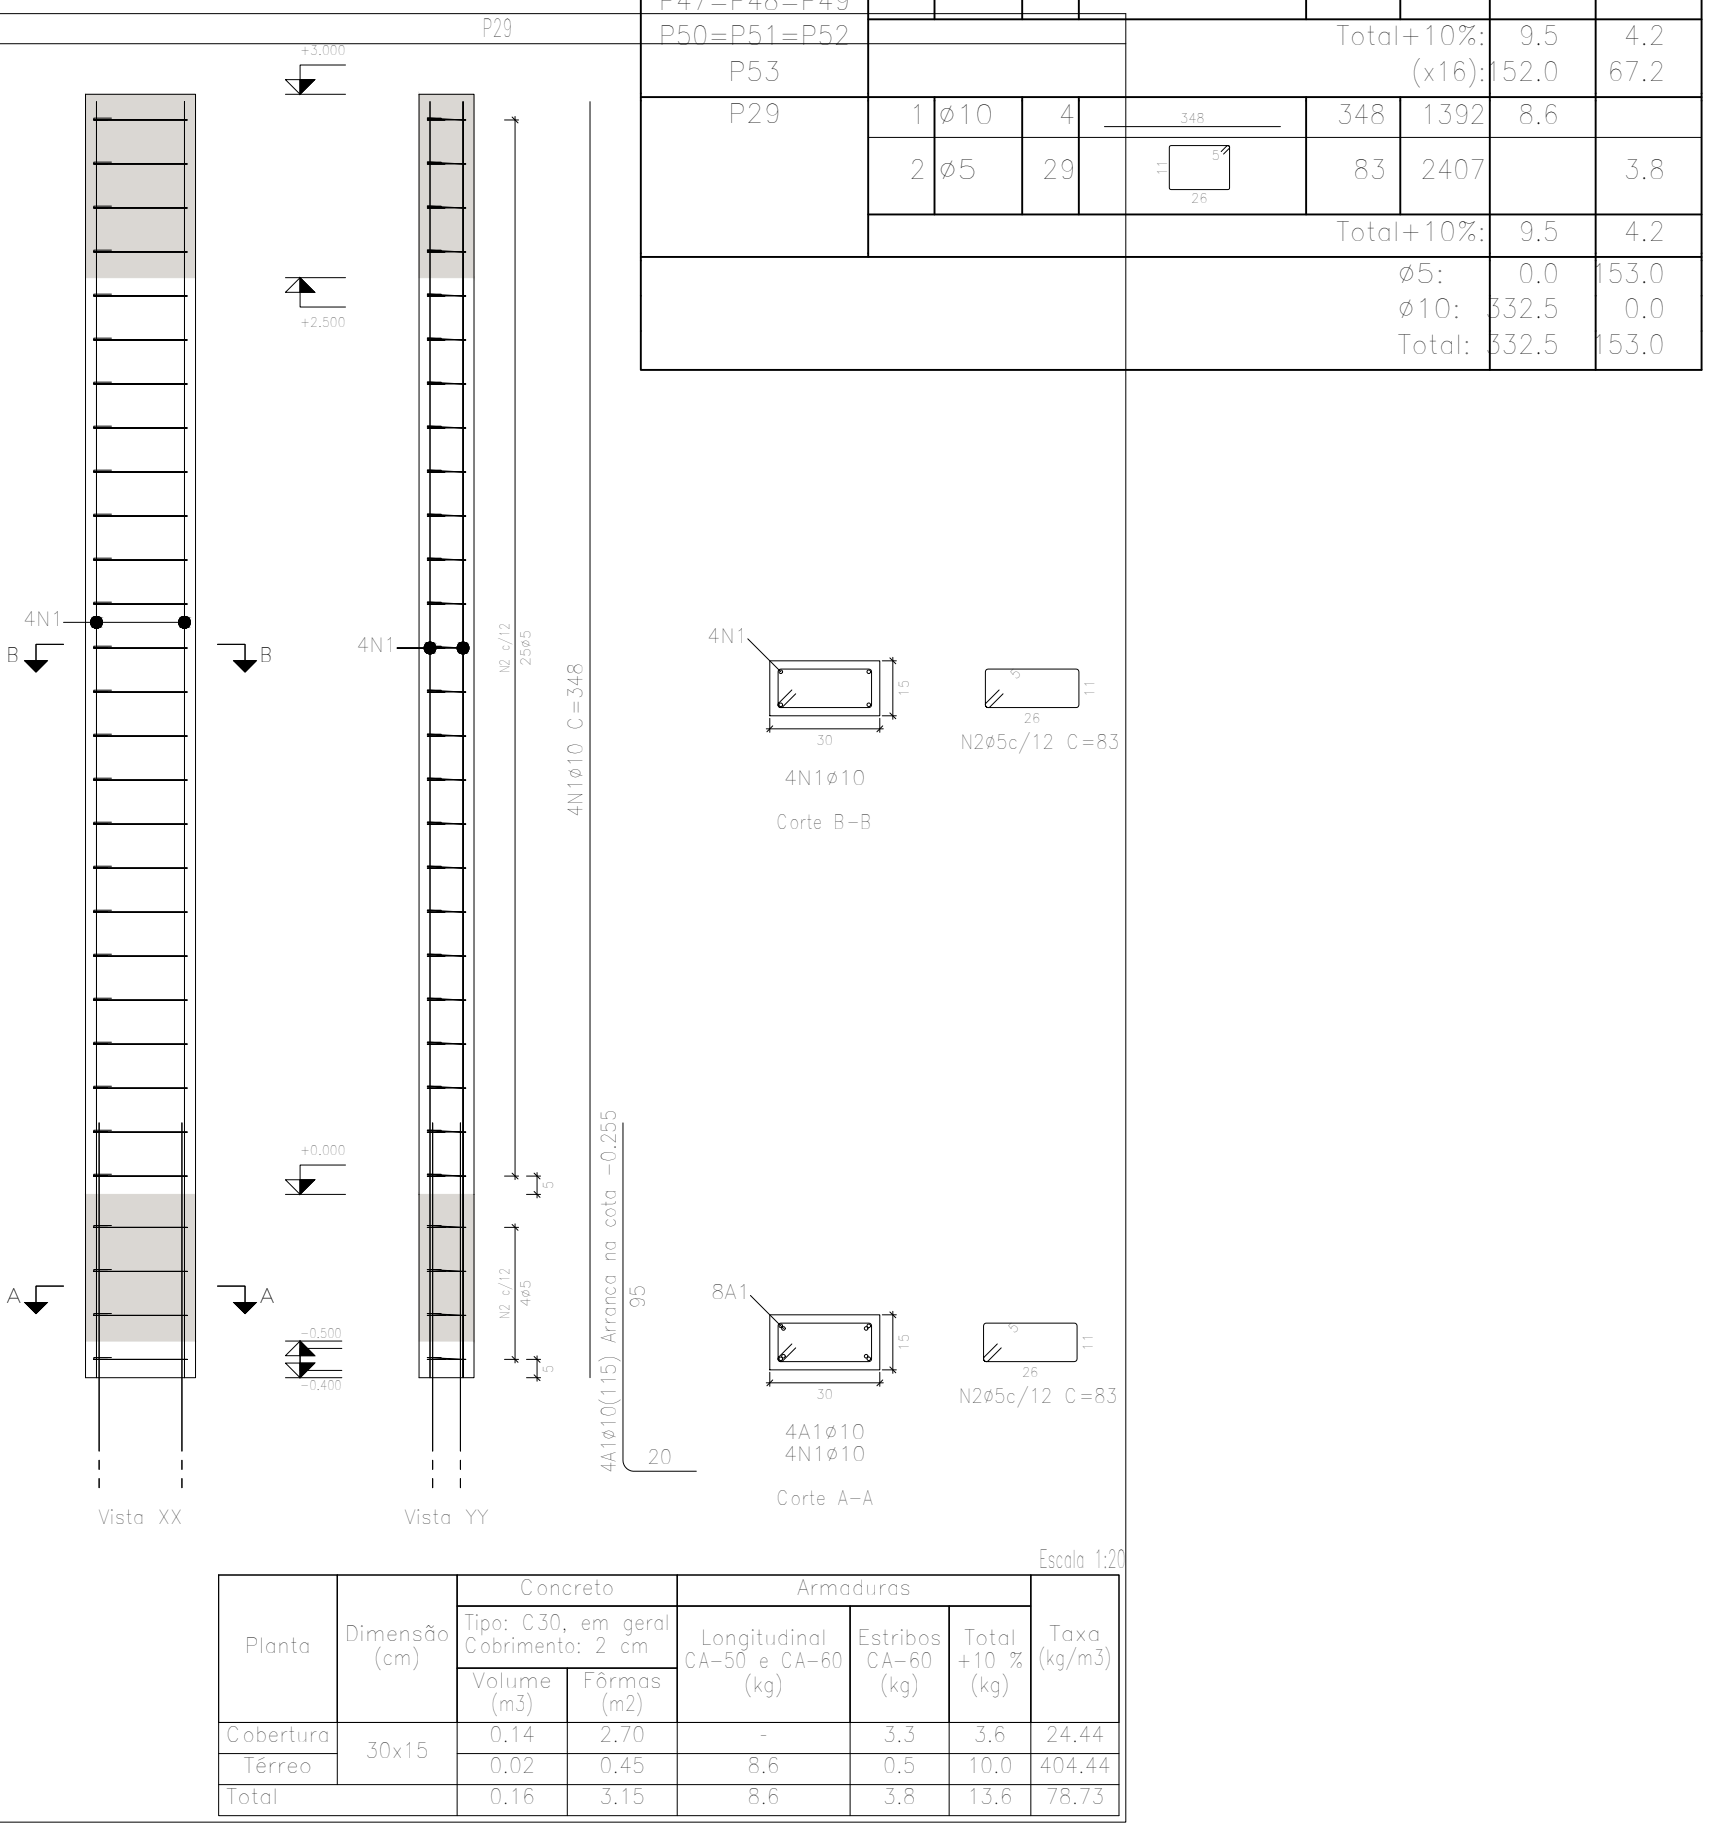 P47=P48=P49
P50=P51=P52
P53
Total+10%: 9.5 4.2
(x16): 152.0 67.2
P29 1 ø10 4 348 348 1392 8.6
2 ø5 29 11 5 26 83 2407 3.8
Total+10%: 9.5 4.2
ø5: 0.0 153.0
ø10: 332.5 0.0
Total: 332.5 153.0
P29
+3.000
+2.500
4N1
B B
4N1
N2 c/12
25ø5
4N1ø10 C=348
4N1
15
30
4N1ø10
Corte B-B
5
11
26
N2ø5c/12 C=83
+0.000
5
A A
-0.500
-0.400
N2 c/12
4ø5
5
4A1ø10(115) Arranca na cota -0.255
95
20
8A1
15
30
4A1ø10
4N1ø10
Corte A-A
5
11
26
N2ø5c/12 C=83
Vista XX
Vista YY
Escala 1:20
Planta
Dimensão
(cm)
Concreto
Tipo: C30, em geral
Cobrimento: 2 cm
Volume
(m3)
Fôrmas
(m2)
Armaduras
Longitudinal
CA-50 e CA-60
(kg)
Estribos
CA-60
(kg)
Total
+10 %
(kg)
Taxa
(kg/m3)
Cobertura 30x15 0.14 2.70 - 3.3 3.6 24.44
Térreo 0.02 0.45 8.6 0.5 10.0 404.44
Total 0.16 3.15 8.6 3.8 13.6 78.73